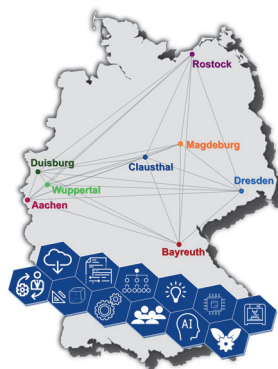 Rostock
Magdeburg
Clausthal
Duisburg
Wuppertal
Dresden
Aachen
Bayreuth
AI